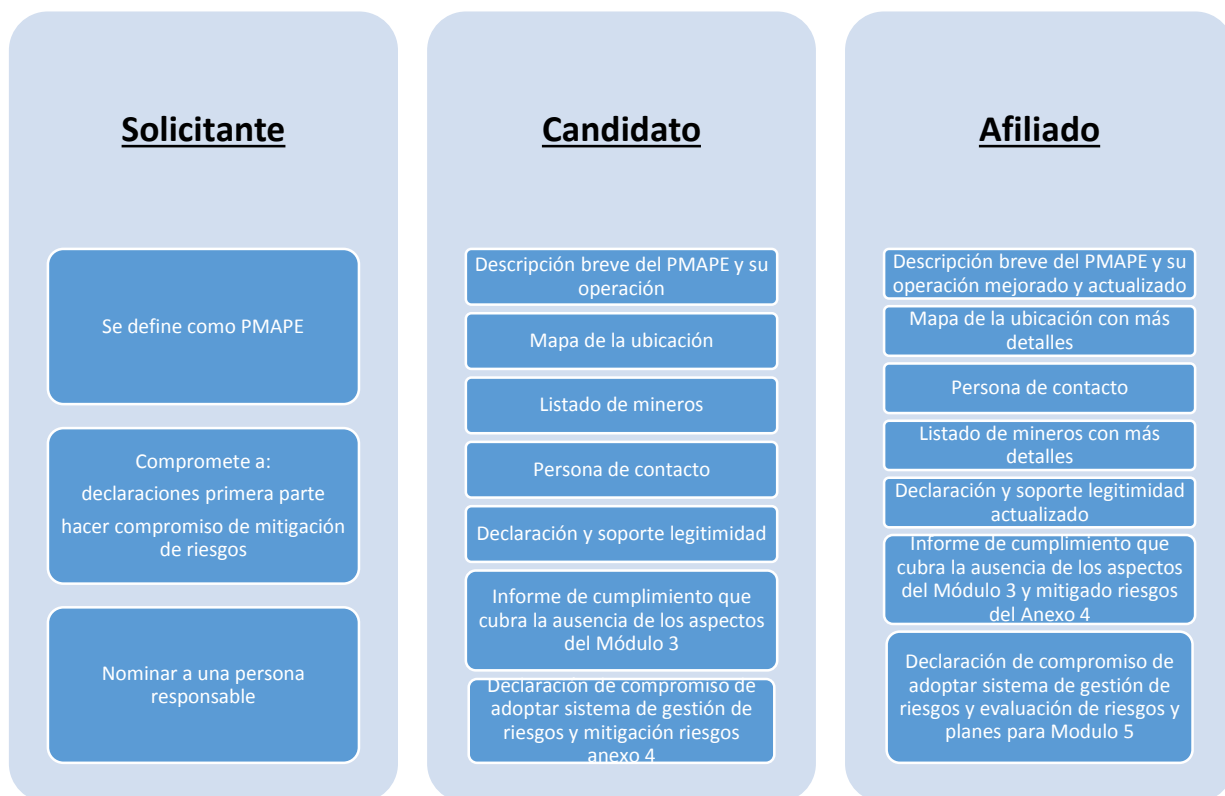 Solicitante
Se define como PMAPE
Compromete a:
declaraciones primera parte
hacer compromiso de mitigación
de riesgos
Nominar a una persona
responsable
Candidato
Descripción breve del PMAPE y su
operación
Mapa de la ubicación
Listado de mineros
Persona de contacto
Declaración y soporte legitimidad
Informe de cumplimiento que
cubra la ausencia de los aspectos
del Módulo 3
Declaración de compromiso de
adoptar sistema de gestión de
riesgos y mitigación riesgos
anexo 4
Afiliado
Descripción breve del PMAPE y su
operación mejorado y actualizado
Mapa de la ubicación con más
detalles
Persona de contacto
Listado de mineros con más
detalles
Declaración y soporte legitimidad
actualizado
Informe de cumplimiento que
cubra la ausencia de los aspectos
del Módulo 3 y mitigado riesgos
del Anexo 4
Declaración de compromiso de
adoptar sistema de gestión de
riesgos y evaluación de riesgos y
planes para Modulo 5